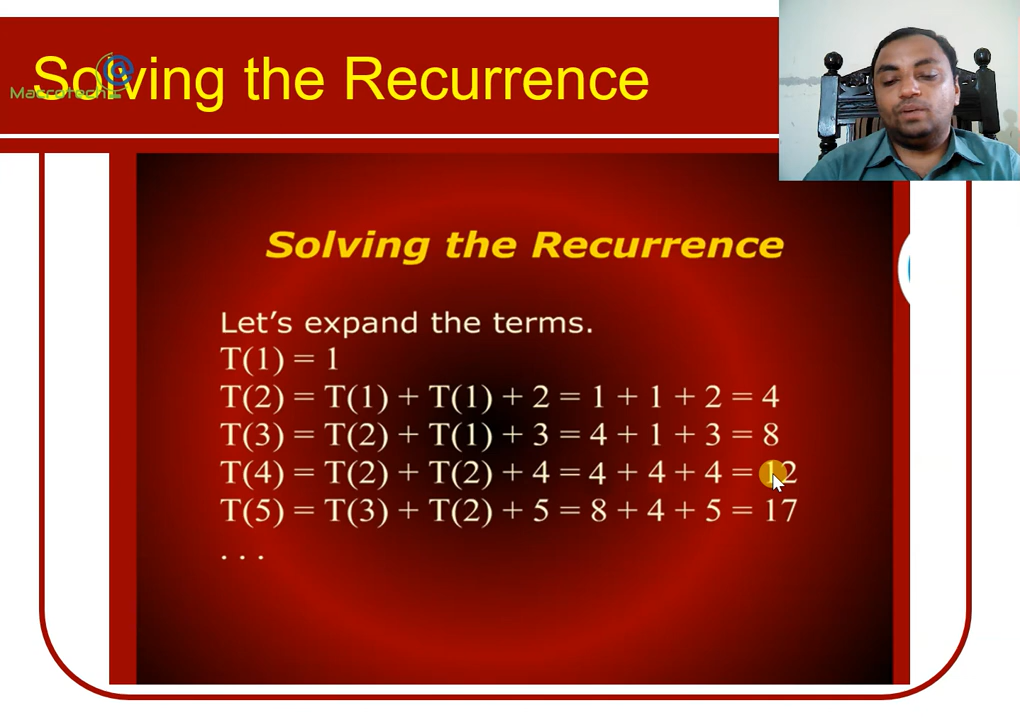 Solving the Recurrence
Macrotech
Solving the Recurrence
Let's expand the terms.
T(1) = 1
T(2) = T(1) + T(1) + 2 = 1 + 1 + 2 = 4
T(3) = T(2) + T(1) + 3 = 4 + 1 + 3 = 8
T(4) = T(2) + T(2) + 4 = 4 + 4 + 4 = 12
T(5) = T(3) + T(2) + 5 = 8 + 4 + 5 = 17
. . .